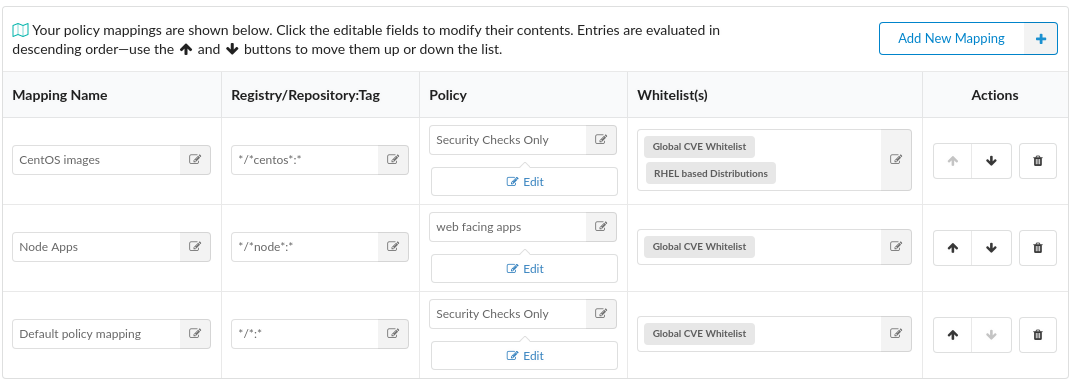 Your policy mappings are shown below. Click the editable fields to modify their contents. Entries are evaluated in
descending order—use the ↑ and ↓ buttons to move them up or down the list.
Add New Mapping +
Mapping Name Registry/Repository:Tag Policy Whitelist(s) Actions
CentOS images */*centos*:* Security Checks Only Global CVE Whitelist
RHEL based Distributions
Edit
Node Apps */*node*:* web facing apps Global CVE Whitelist
Edit
Default policy mapping */*:* Security Checks Only Global CVE Whitelist
Edit